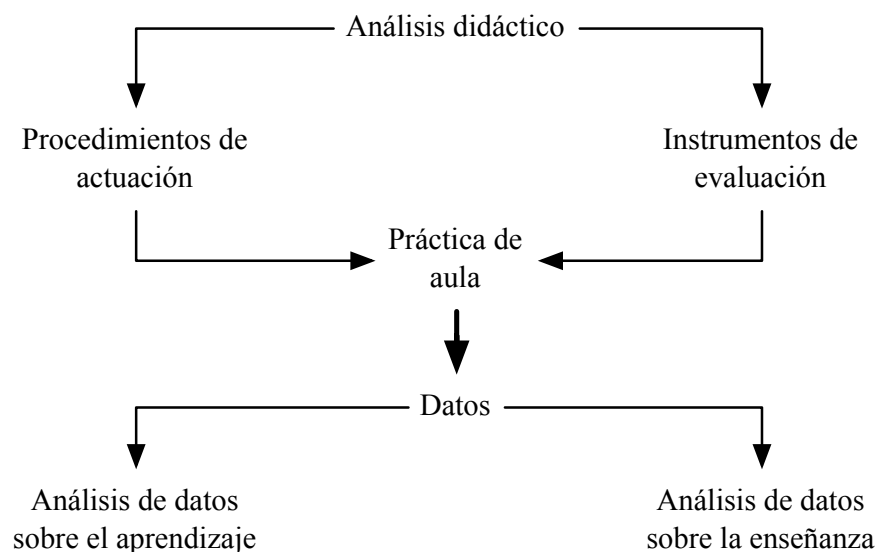 Análisis didáctico
Procedimientos de
actuación
Instrumentos de
evaluación
Práctica de
aula
Datos
Análisis de datos
sobre el aprendizaje
Análisis de datos
sobre la enseñanza